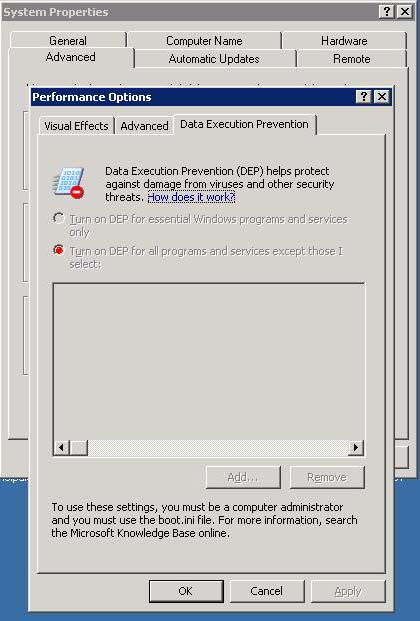 System Properties
General
Computer Name
Hardware
Advanced
Automatic Updates
Remote
Performance Options
Visual Effects
Advanced
Data Execution Prevention
Data Execution Prevention (DEP) helps protect
against damage from viruses and other security
threats. How does it work?
Turn on DEP for essential Windows programs and services
only
Turn on DEP for all programs and services except those I
select:
Add...
Remove
To use these settings, you must be a computer administrator
and you must use the boot.ini file. For more information, search
the Microsoft Knowledge Base online.
OK
Cancel
Apply